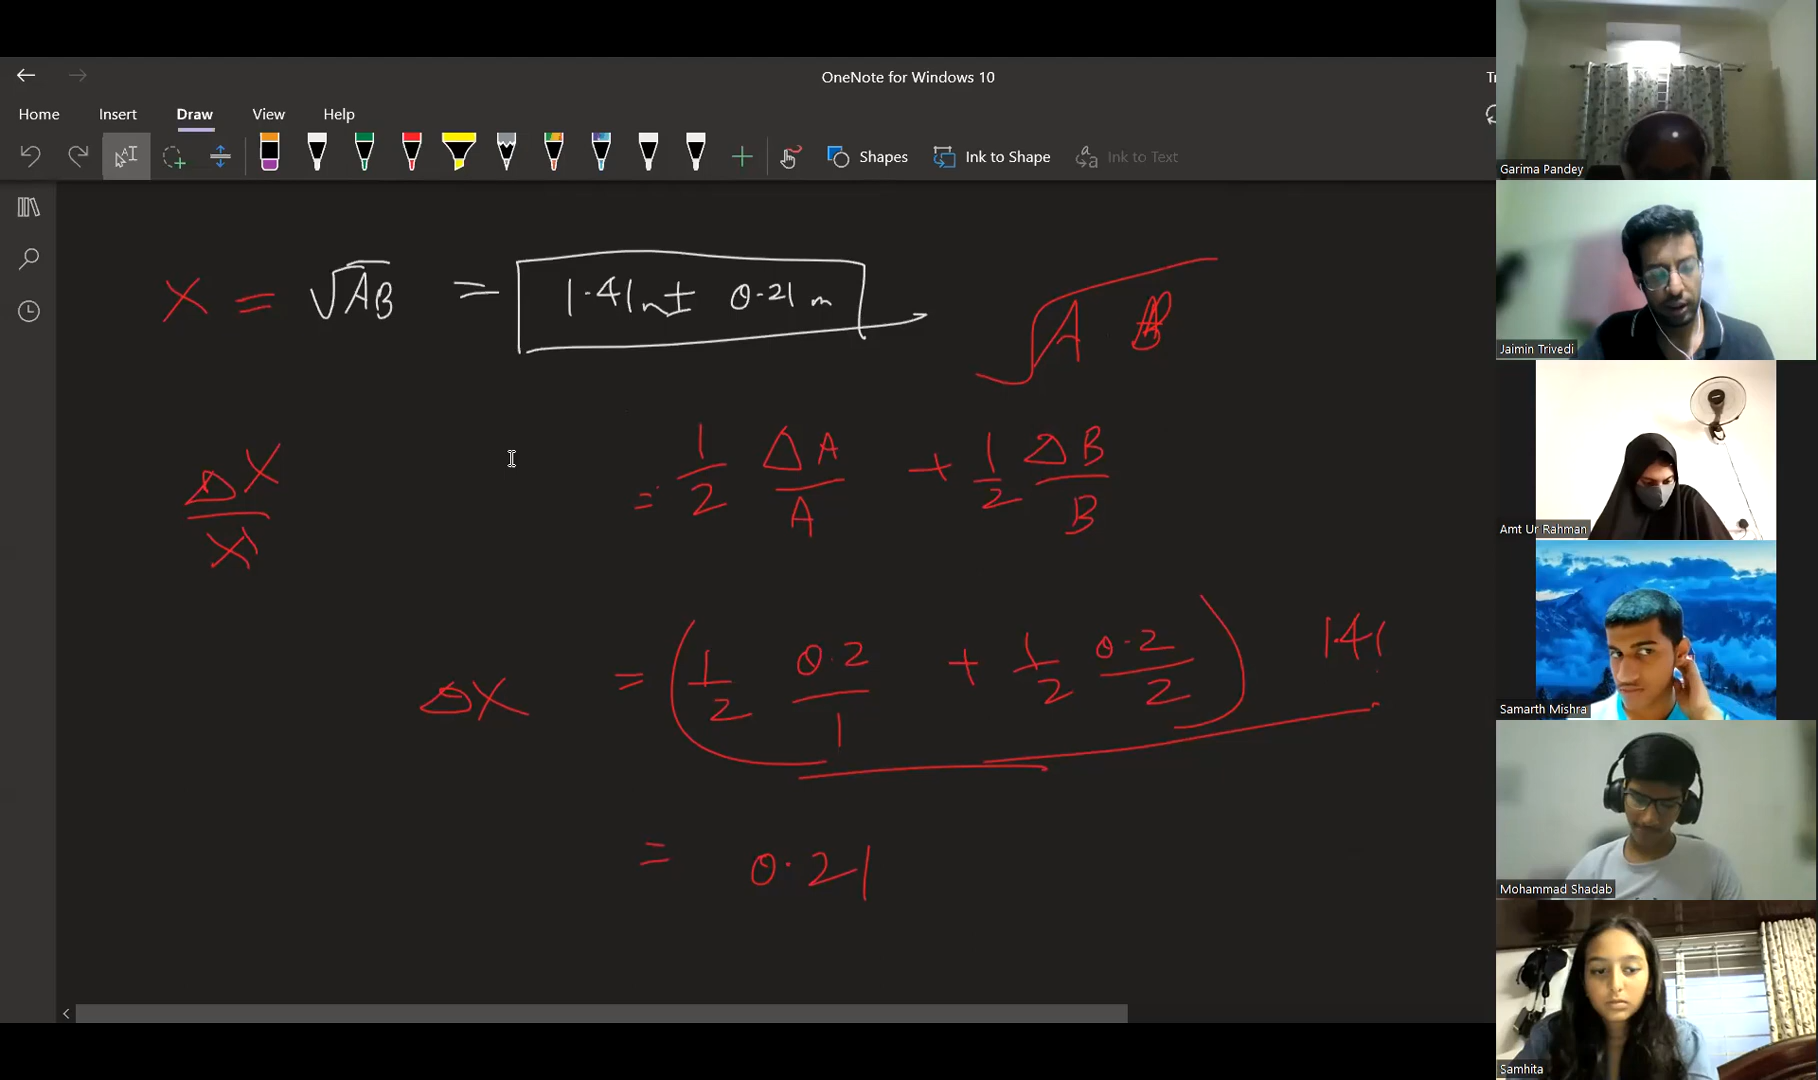 OneNote for Windows 10
Home Insert Draw View Help
Shapes Ink to Shape Ink to Text
X = √AB = 1.41m ± 0.21 m
√A B
ΔX/X = 1/2 ΔA/A + 1/2 ΔB/B
ΔX = (1/2 0.2/1 + 1/2 0.2/2) 1.41
= 0.21
Garima Pandey
Jaimin Trivedi
Amt Ur Rahman
Samarth Mishra
Mohammad Shadab
Samhita